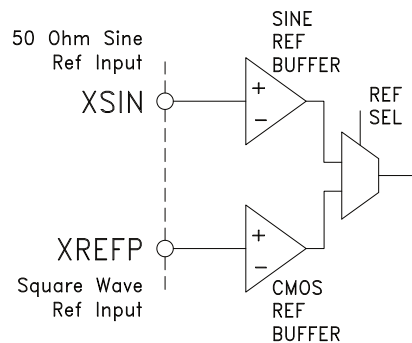 50 Ohm Sine
Ref Input
XSIN
SINE
REF
BUFFER
+
−
REF
SEL
XREFP
Square Wave
Ref Input
+
−
CMOS
REF
BUFFER